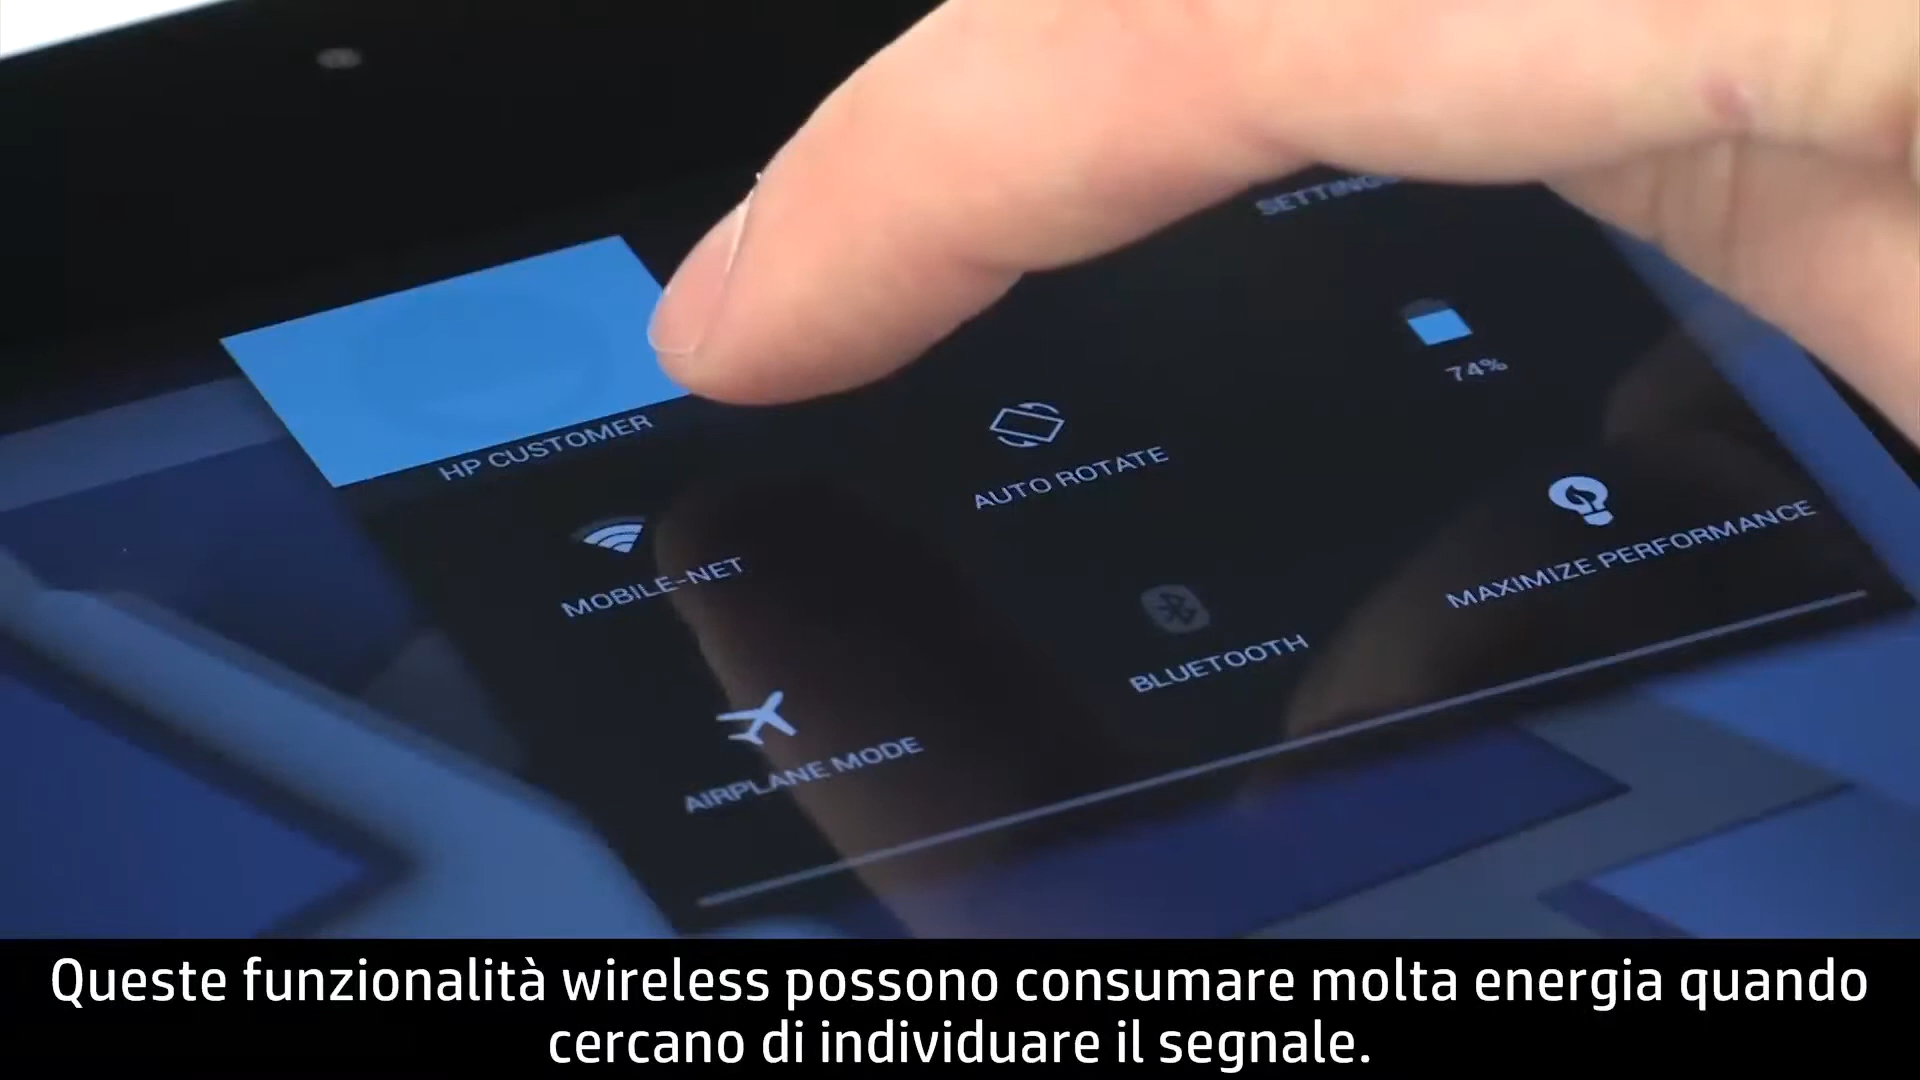 SETTINGS
HP CUSTOMER
74%
AUTO ROTATE
MOBILE-NET
MAXIMIZE PERFORMANCE
BLUETOOTH
AIRPLANE MODE
Queste funzionalità wireless possono consumare molta energia quando
cercano di individuare il segnale.